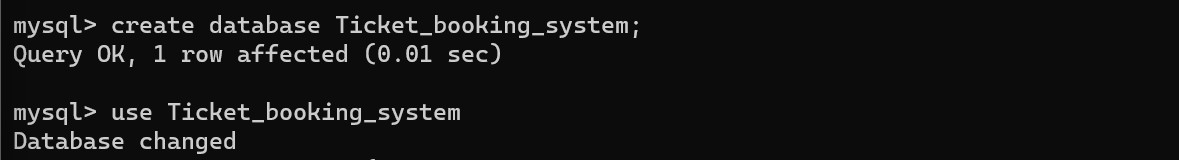 mysql> create database Ticket_booking_system;
Query OK, 1 row affected (0.01 sec)
mysql> use Ticket_booking_system
Database changed